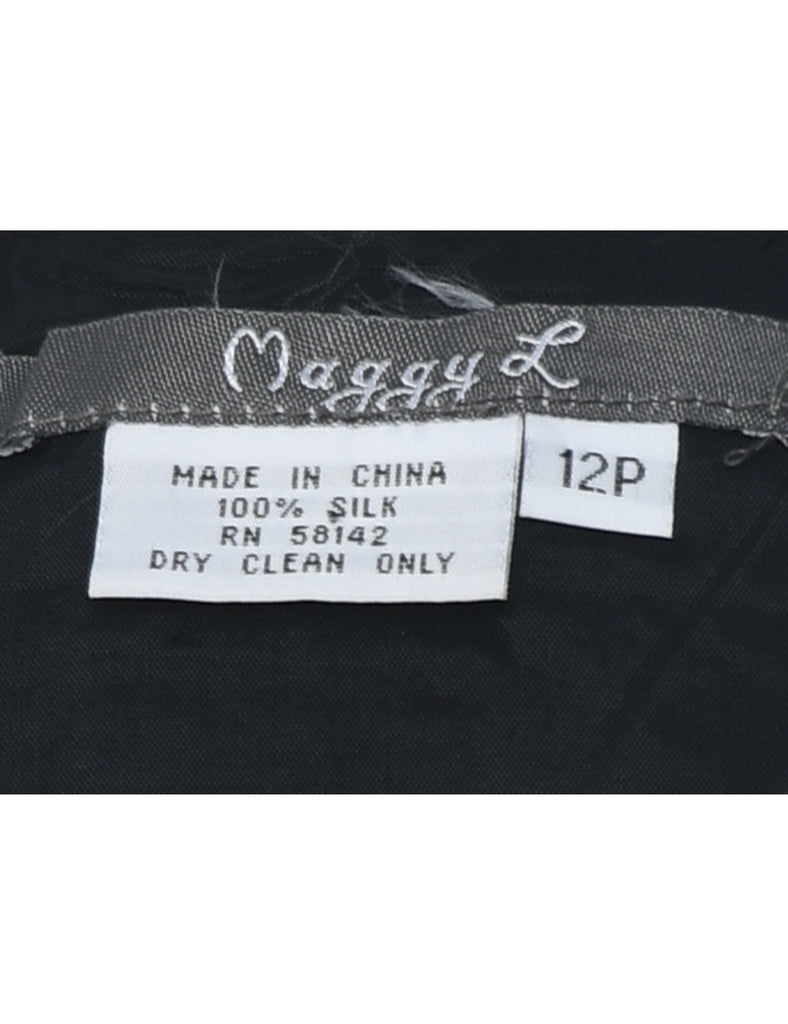 Maggy L
MADE IN CHINA
100% SILK
RN 58142
DRY CLEAN ONLY
12P